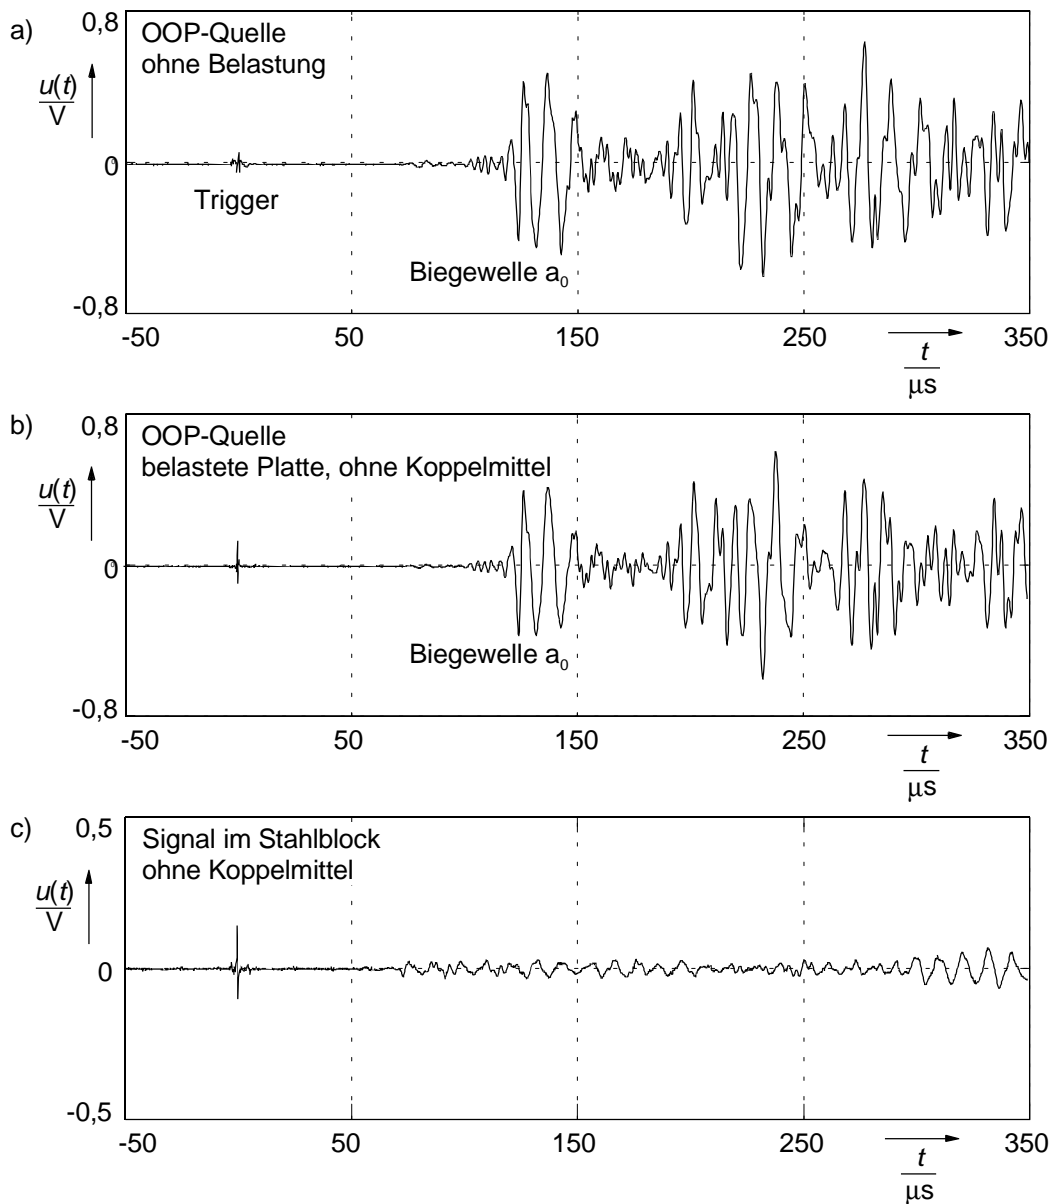 a)
0,8
OOP-Quelle
ohne Belastung
u(t)
V
0
Trigger
Biegewelle a₀
-0,8
-50
50
150
250
350
t
µs
b)
0,8
OOP-Quelle
belastete Platte, ohne Koppelmittel
u(t)
V
0
Biegewelle a₀
-0,8
-50
50
150
250
350
t
µs
c)
0,5
Signal im Stahlblock
ohne Koppelmittel
u(t)
V
0
-0,5
-50
50
150
250
350
t
µs